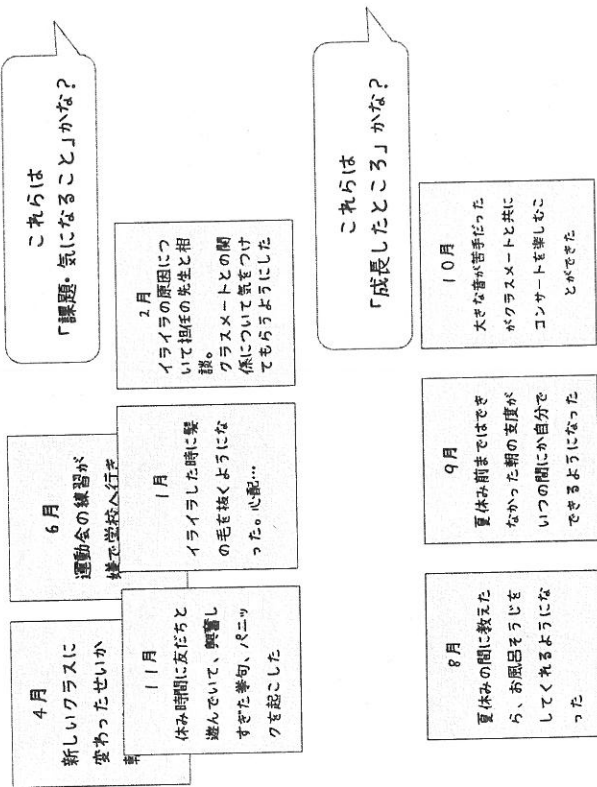 これらは
「課題・気になること」かな？
4月
新しいクラスに
変わったせいか
6月
運動会の練習が
嫌で学校へ行き
11月
休み時間に友だちと
遊んでいて、興奮し
すぎた挙句、パニッ
クを起こした
1月
イライラした時に髪
の毛を抜くようにな
った。心配…
2月
イライラの原因につ
いて担任の先生と相
談。
クラスメートとの関
係について気をつけ
てもらうようにした
これらは
「成長したところ」かな？
8月
夏休みの間に教えた
ら、お風呂そうじを
してくれるようにな
った
9月
夏休み前まではでき
なかった朝の支度が
いつの間にか自分で
できるようになった
10月
大きな音が苦手だった
がクラスメートと共に
コンサートを楽しむこ
とができた